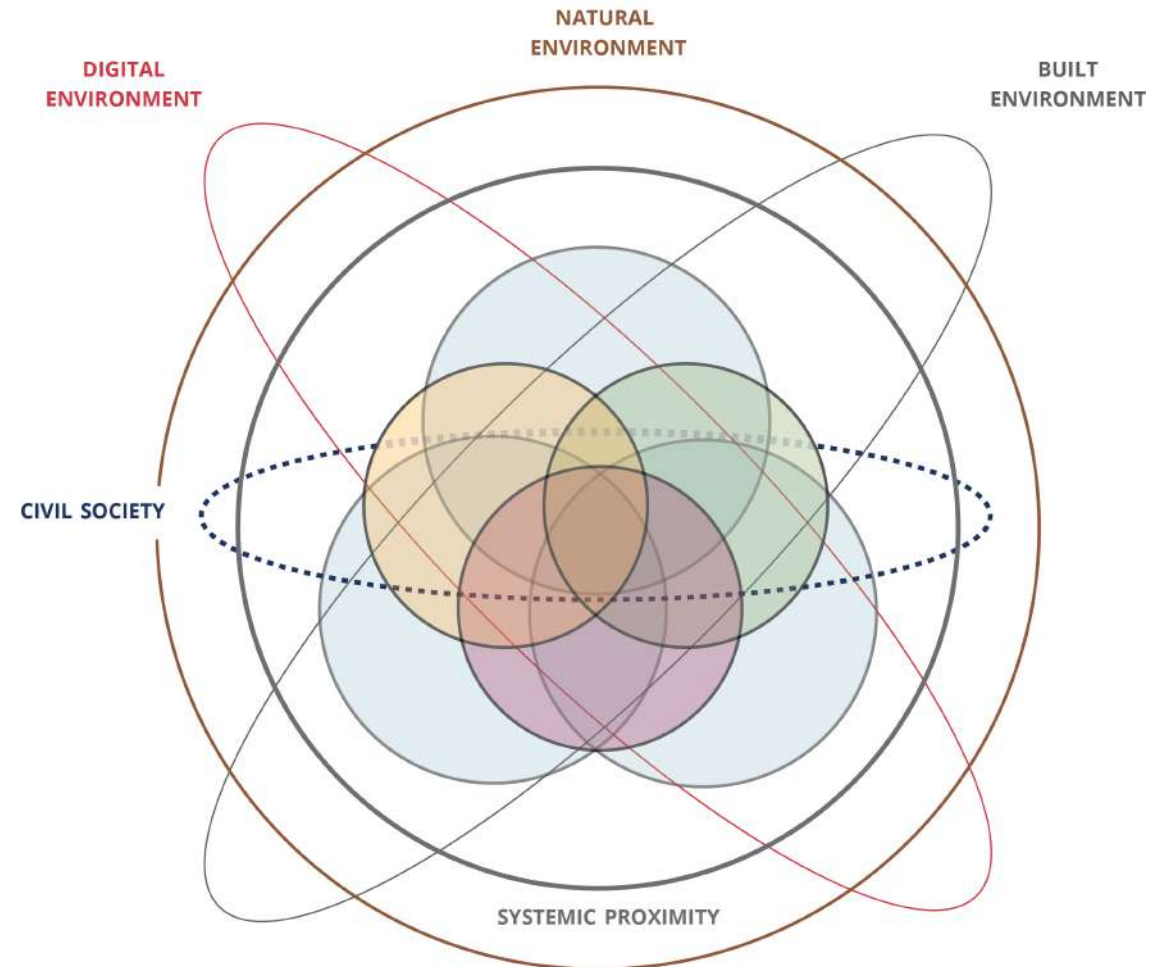 NATURAL
ENVIRONMENT
DIGITAL
ENVIRONMENT
BUILT
ENVIRONMENT
CIVIL SOCIETY
SYSTEMIC PROXIMITY